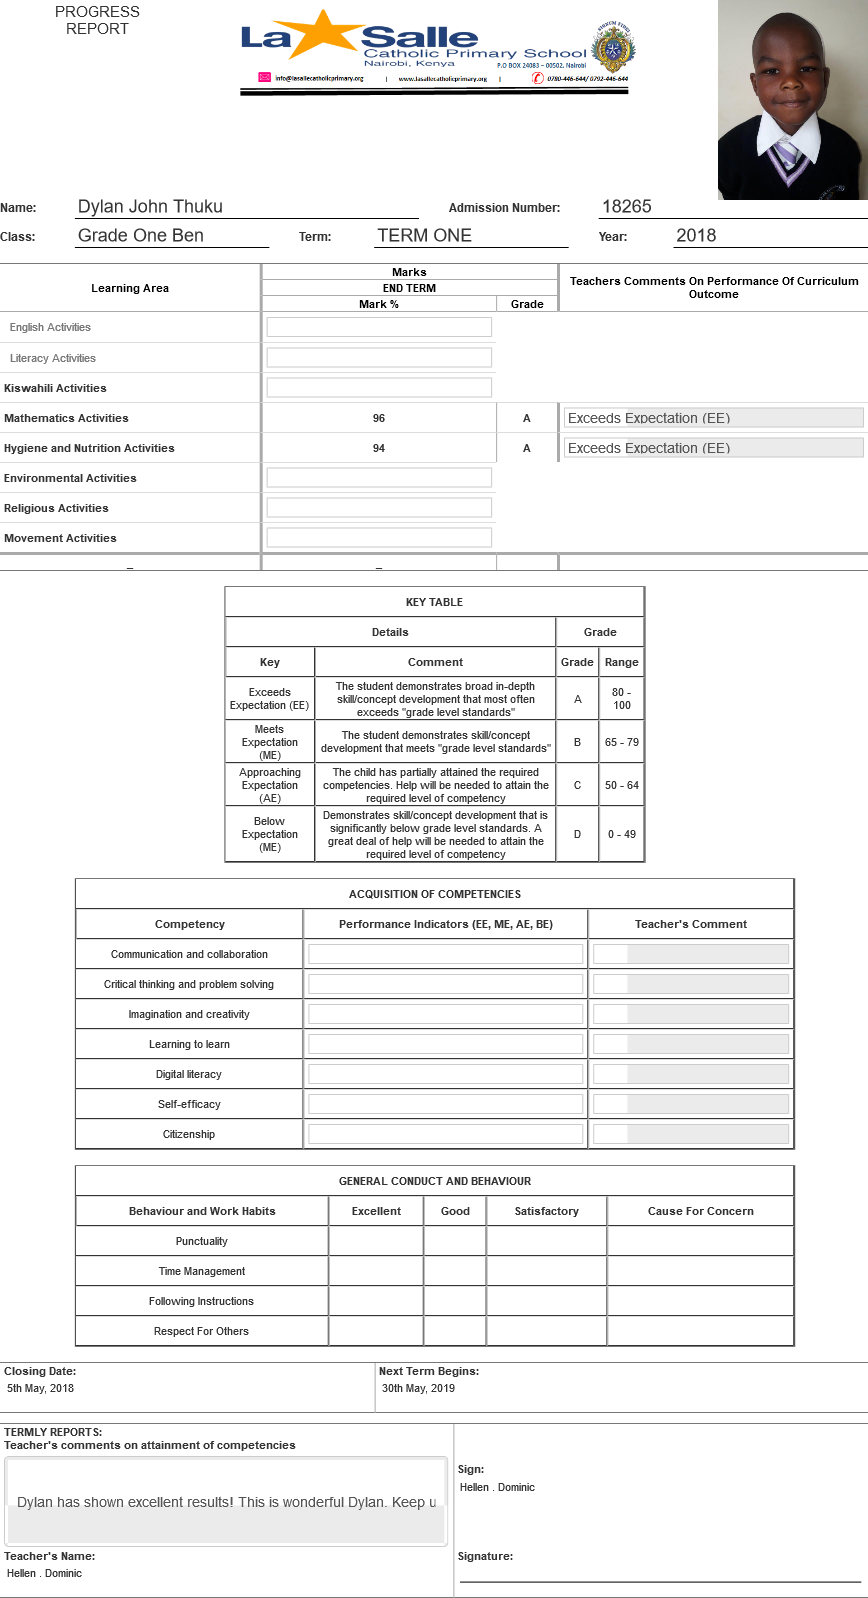 PROGRESS
REPORT
La Salle
Catholic Primary School
Nairobi, Kenya
P.O BOX 24083 – 00502, Nairobi
info@lasallecatholicprimary.org | www.lasallecatholicprimary.org | 0780-446-644/ 0792-446-644
Name: Dylan John Thuku Admission Number: 18265
Class: Grade One Ben Term: TERM ONE Year: 2018
Learning Area Marks Teachers Comments On Performance Of Curriculum Outcome
END TERM
Mark % Grade
English Activities
Literacy Activities
Kiswahili Activities
Mathematics Activities 96 A Exceeds Expectation (EE)
Hygiene and Nutrition Activities 94 A Exceeds Expectation (EE)
Environmental Activities
Religious Activities
Movement Activities
– –
KEY TABLE
Details Grade
Key Comment Grade Range
Exceeds Expectation (EE) The student demonstrates broad in-depth skill/concept development that most often exceeds "grade level standards" A 80 - 100
Meets Expectation (ME) The student demonstrates skill/concept development that meets "grade level standards" B 65 - 79
Approaching Expectation (AE) The child has partially attained the required competencies. Help will be needed to attain the required level of competency C 50 - 64
Below Expectation (ME) Demonstrates skill/concept development that is significantly below grade level standards. A great deal of help will be needed to attain the required level of competency D 0 - 49
ACQUISITION OF COMPETENCIES
Competency Performance Indicators (EE, ME, AE, BE) Teacher's Comment
Communication and collaboration
Critical thinking and problem solving
Imagination and creativity
Learning to learn
Digital literacy
Self-efficacy
Citizenship
GENERAL CONDUCT AND BEHAVIOUR
Behaviour and Work Habits Excellent Good Satisfactory Cause For Concern
Punctuality
Time Management
Following Instructions
Respect For Others
Closing Date: Next Term Begins:
5th May, 2018 30th May, 2019
TERMLY REPORTS:
Teacher's comments on attainment of competencies
Dylan has shown excellent results! This is wonderful Dylan. Keep u
Sign:
Hellen . Dominic
Teacher's Name: Signature:
Hellen . Dominic